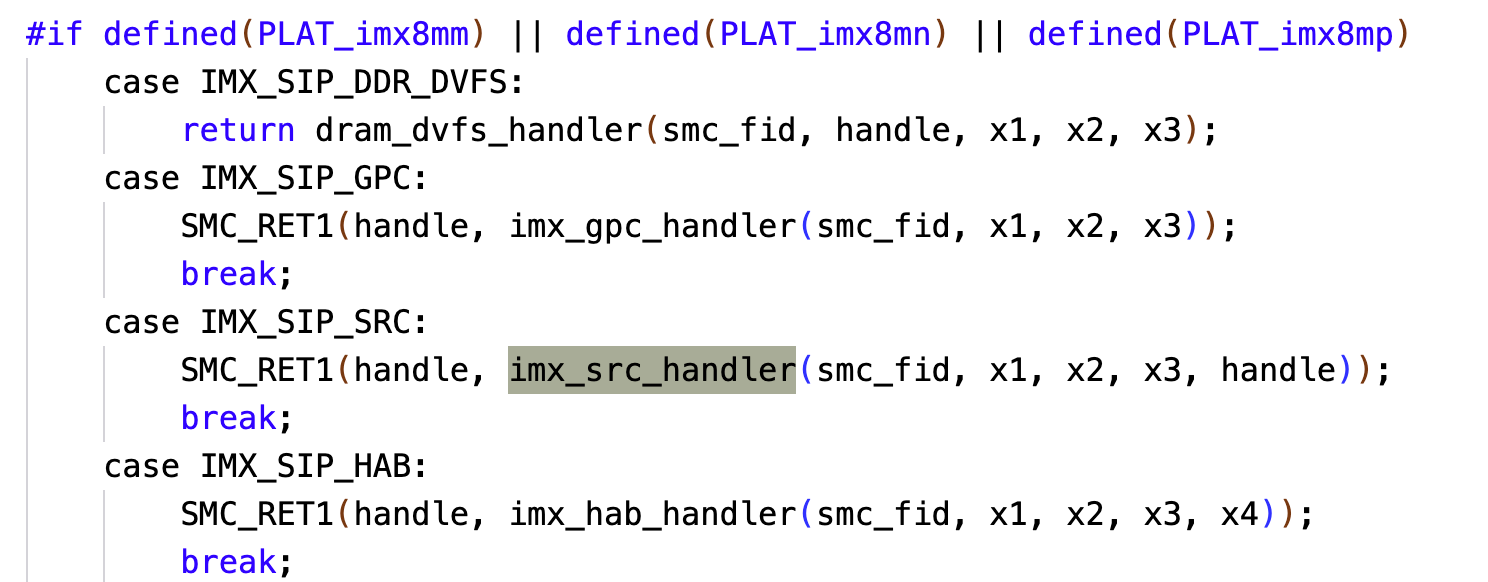 #if defined(PLAT_imx8mm) || defined(PLAT_imx8mn) || defined(PLAT_imx8mp)
    case IMX_SIP_DDR_DVFS:
        return dram_dvfs_handler(smc_fid, handle, x1, x2, x3);
    case IMX_SIP_GPC:
        SMC_RET1(handle, imx_gpc_handler(smc_fid, x1, x2, x3));
        break;
    case IMX_SIP_SRC:
        SMC_RET1(handle, imx_src_handler(smc_fid, x1, x2, x3, handle));
        break;
    case IMX_SIP_HAB:
        SMC_RET1(handle, imx_hab_handler(smc_fid, x1, x2, x3, x4));
        break;